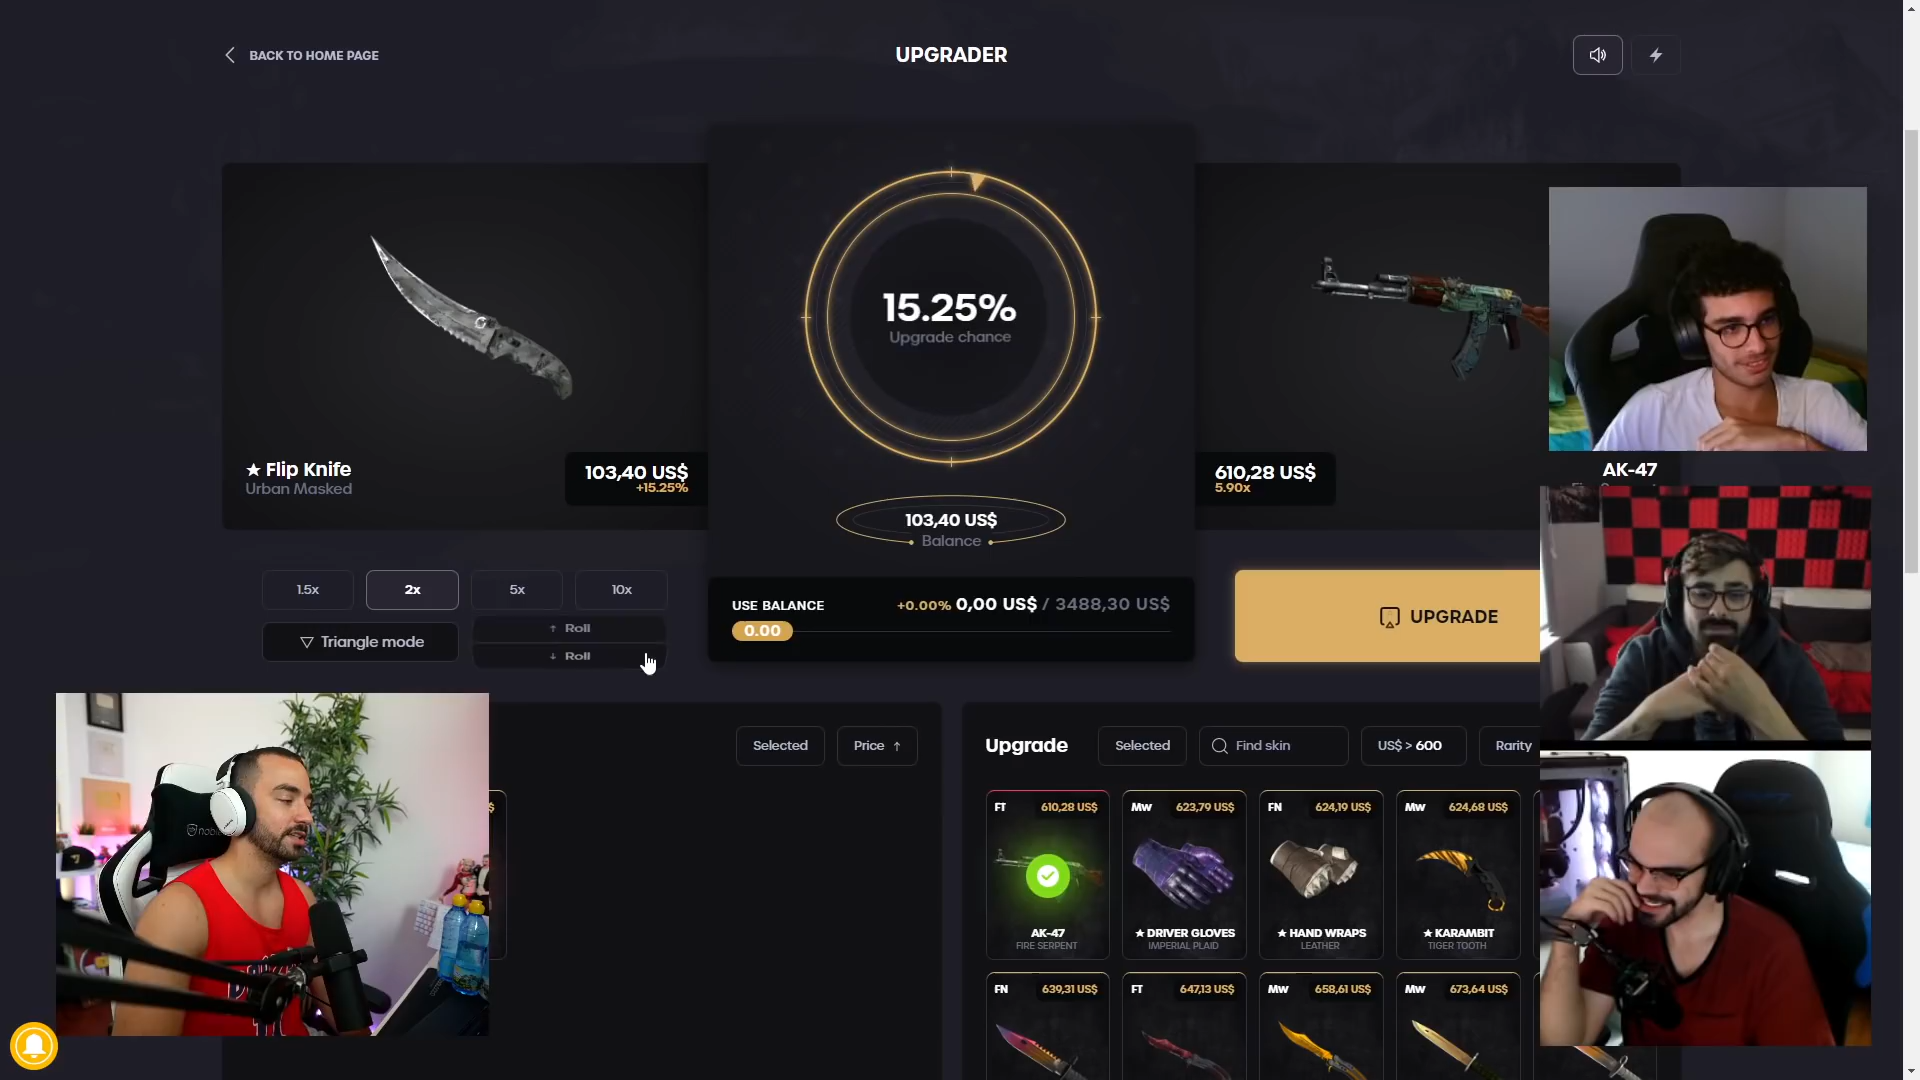 BACK TO HOME PAGE
UPGRADER
15.25%
Upgrade chance
★ Flip Knife
Urban Masked
103,40 US$
+15.25%
610,28 US$
5.90x
AK-47
103,40 US$
Balance
1.5x
2x
5x
10x
Triangle mode
↑ Roll
↓ Roll
USE BALANCE
+0.00% 0,00 US$ / 3488,30 US$
0.00
UPGRADE
Selected
Price ↑
Upgrade
Selected
Find skin
US$ > 600
Rarity
FT 610,28 US$
AK-47
FIRE SERPENT
MW 623,79 US$
★ DRIVER GLOVES
IMPERIAL PLAID
FN 624,19 US$
★ HAND WRAPS
LEATHER
MW 624,68 US$
★ KARAMBIT
TIGER TOOTH
FN 639,31 US$
FT 647,13 US$
MW 658,61 US$
MW 673,64 US$